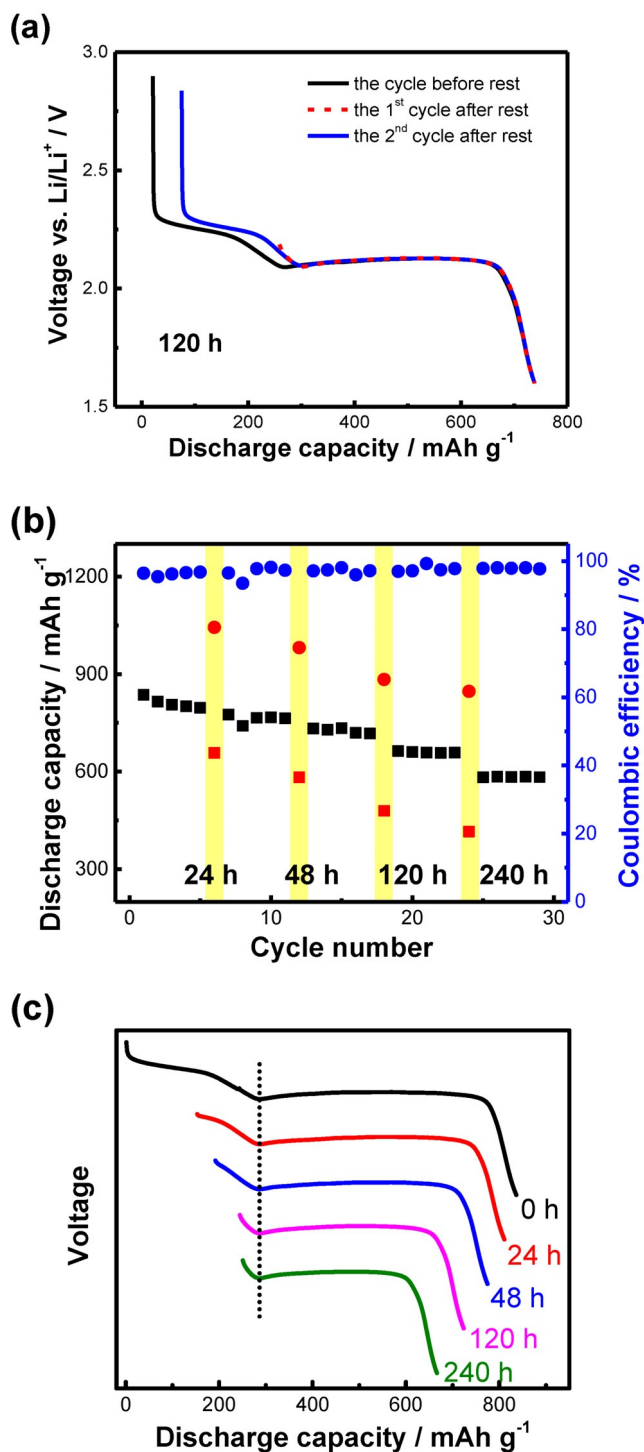 (a)
3.0
2.5
2.0
1.5
Voltage vs. Li/Li⁺ / V
the cycle before rest
the 1ˢᵗ cycle after rest
the 2ⁿᵈ cycle after rest
120 h
0 200 400 600 800
Discharge capacity / mAh g⁻¹
(b)
1200
900
600
300
Discharge capacity / mAh g⁻¹
100
80
60
40
20
0
Coulombic efficiency / %
24 h 48 h 120 h 240 h
0 10 20 30
Cycle number
(c)
Voltage
0 h
24 h
48 h
120 h
240 h
0 200 400 600 800
Discharge capacity / mAh g⁻¹